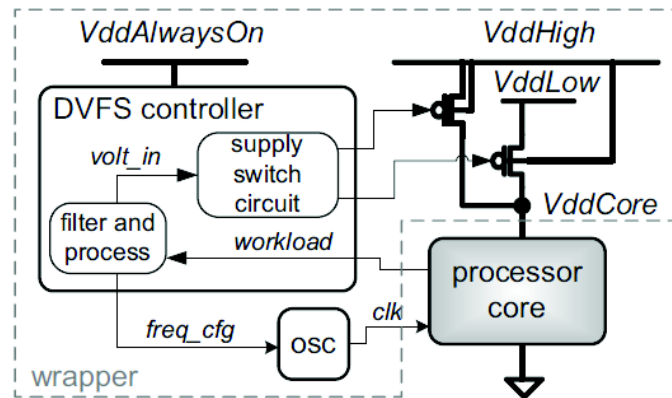 VddAlwaysOn
VddHigh
DVFS controller
VddLow
volt_in
supply
switch
circuit
filter and
process
VddCore
workload
processor
core
freq_cfg
osc
clk
wrapper